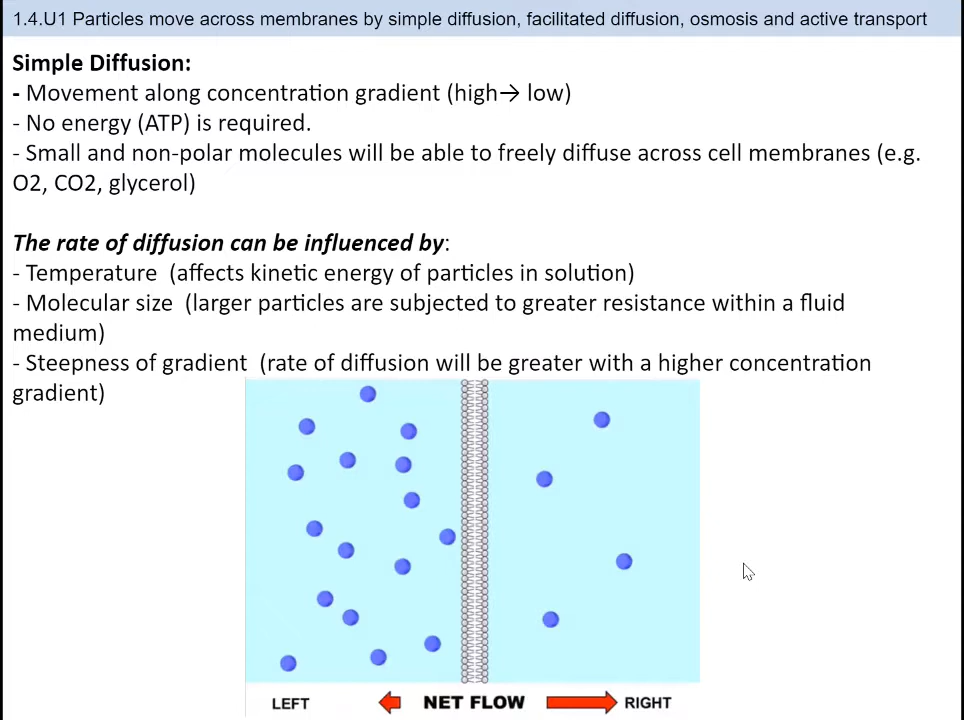 1.4.U1 Particles move across membranes by simple diffusion, facilitated diffusion, osmosis and active transport
Simple Diffusion:
- Movement along concentration gradient (high→ low)
- No energy (ATP) is required.
- Small and non-polar molecules will be able to freely diffuse across cell membranes (e.g.
O2, CO2, glycerol)
The rate of diffusion can be influenced by:
- Temperature  (affects kinetic energy of particles in solution)
- Molecular size  (larger particles are subjected to greater resistance within a fluid
medium)
- Steepness of gradient  (rate of diffusion will be greater with a higher concentration
gradient)
LEFT NET FLOW RIGHT